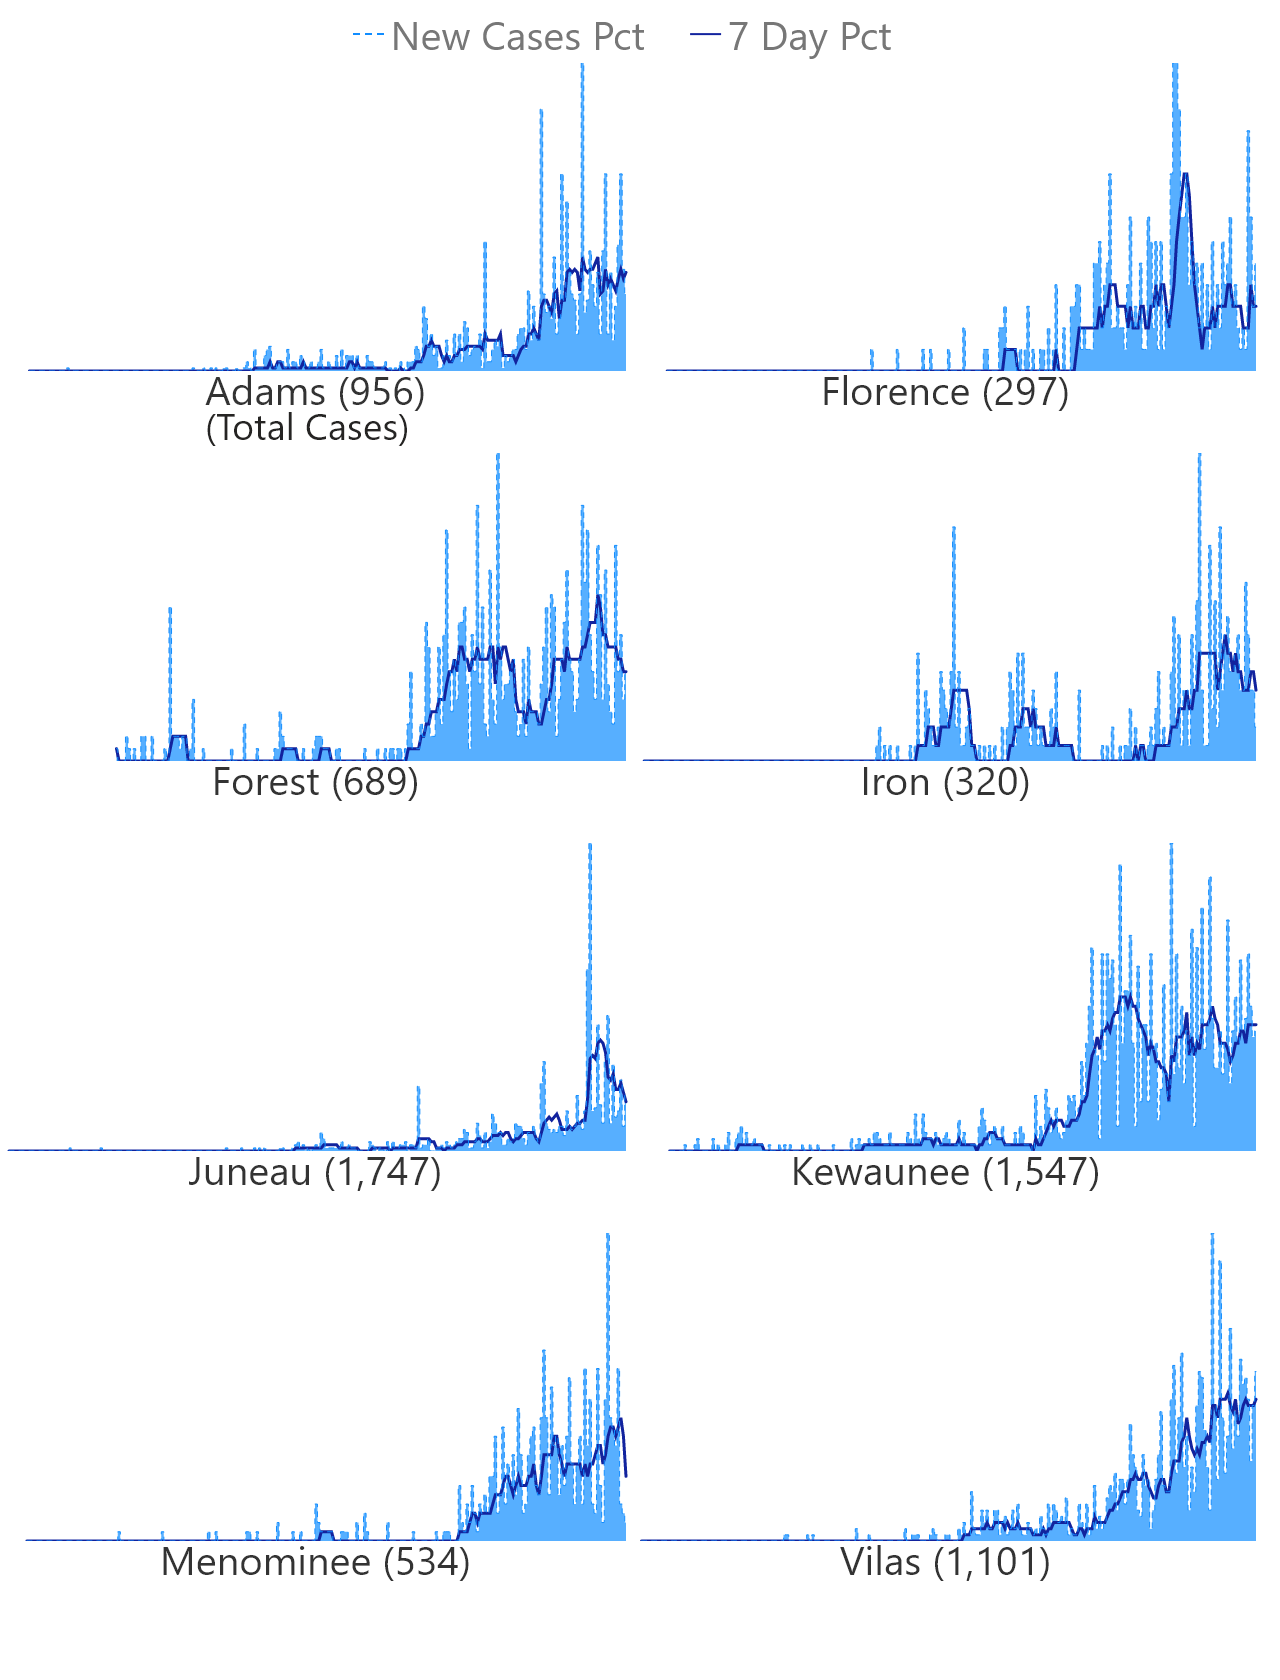 New Cases Pct 7 Day Pct
Adams (956) Florence (297)
(Total Cases)
Forest (689) Iron (320)
Juneau (1,747) Kewaunee (1,547)
Menominee (534) Vilas (1,101)